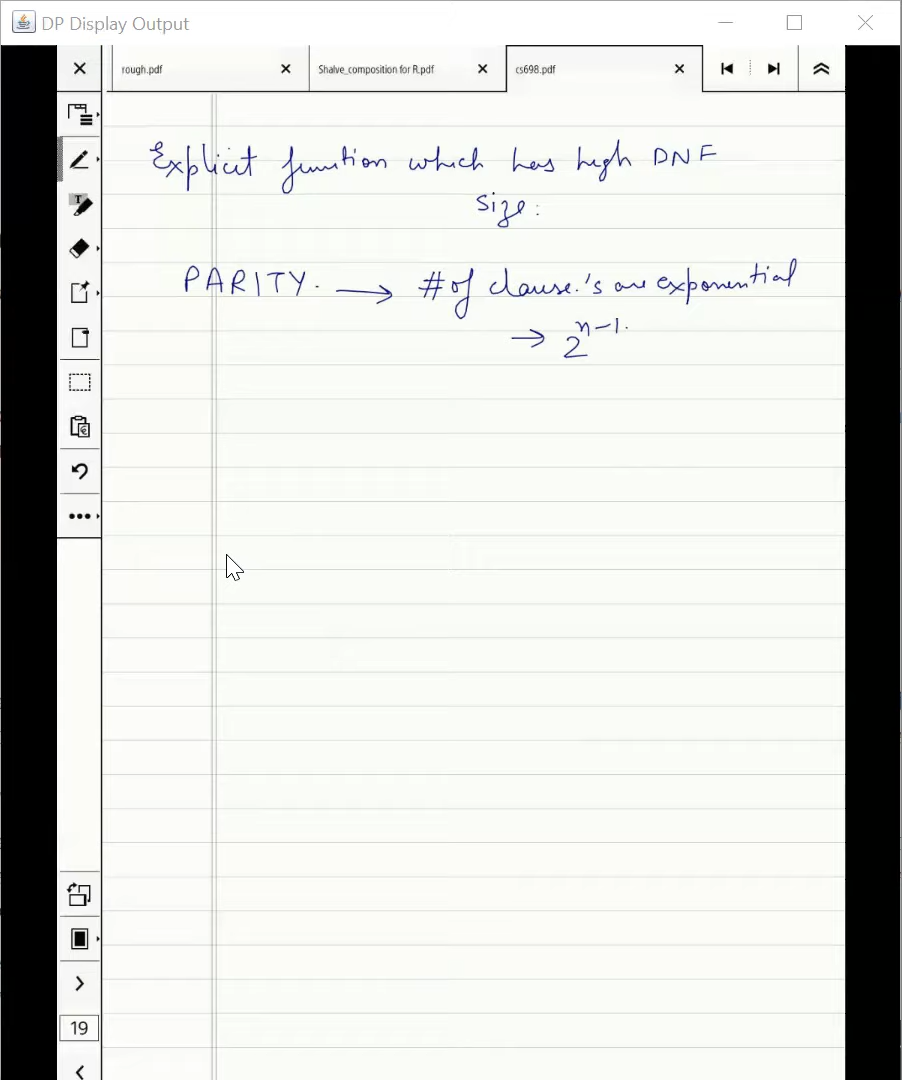 DP Display Output
rough.pdf
Shalve_composition for R.pdf
cs698.pdf
Explicit function which has high DNF
size:
PARITY. → # of clause.'s are exponential
→ 2^{n-1}.
19